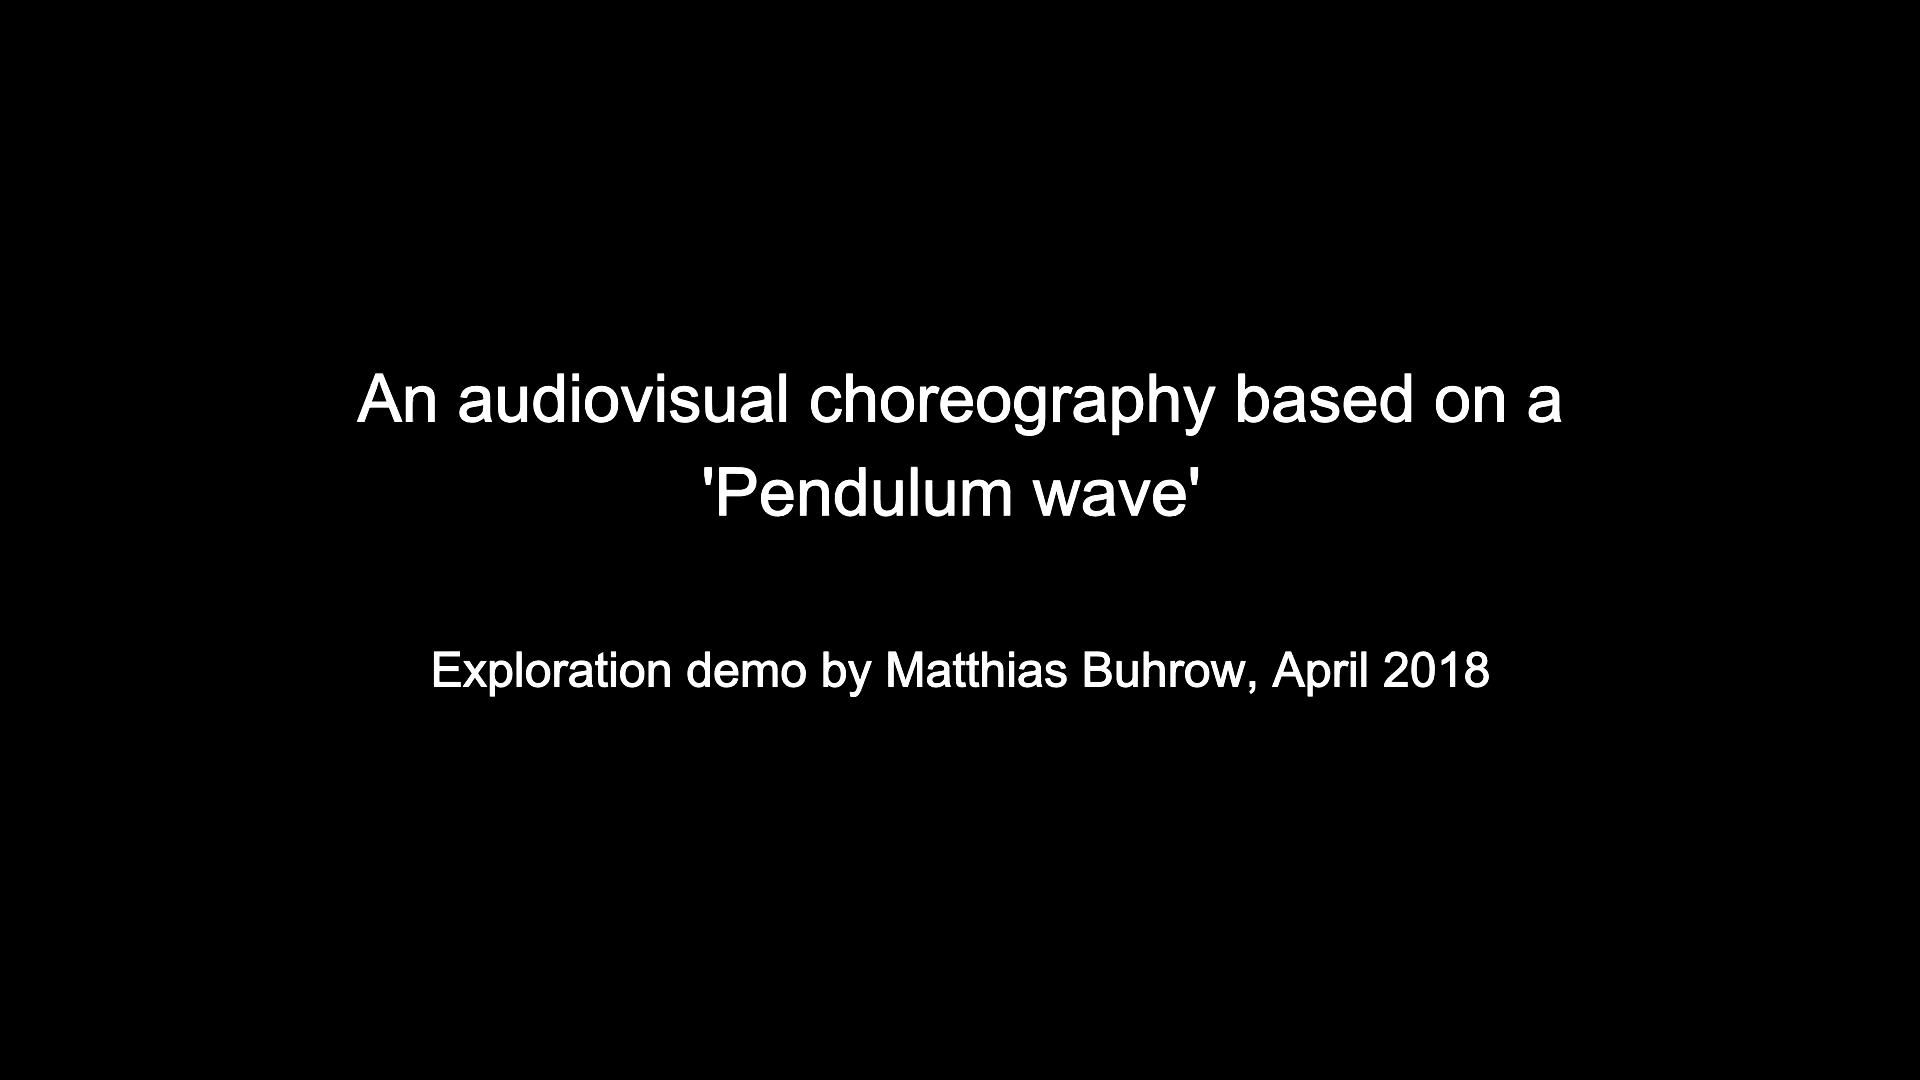 An audiovisual choreography based on a
'Pendulum wave'
Exploration demo by Matthias Buhrow, April 2018